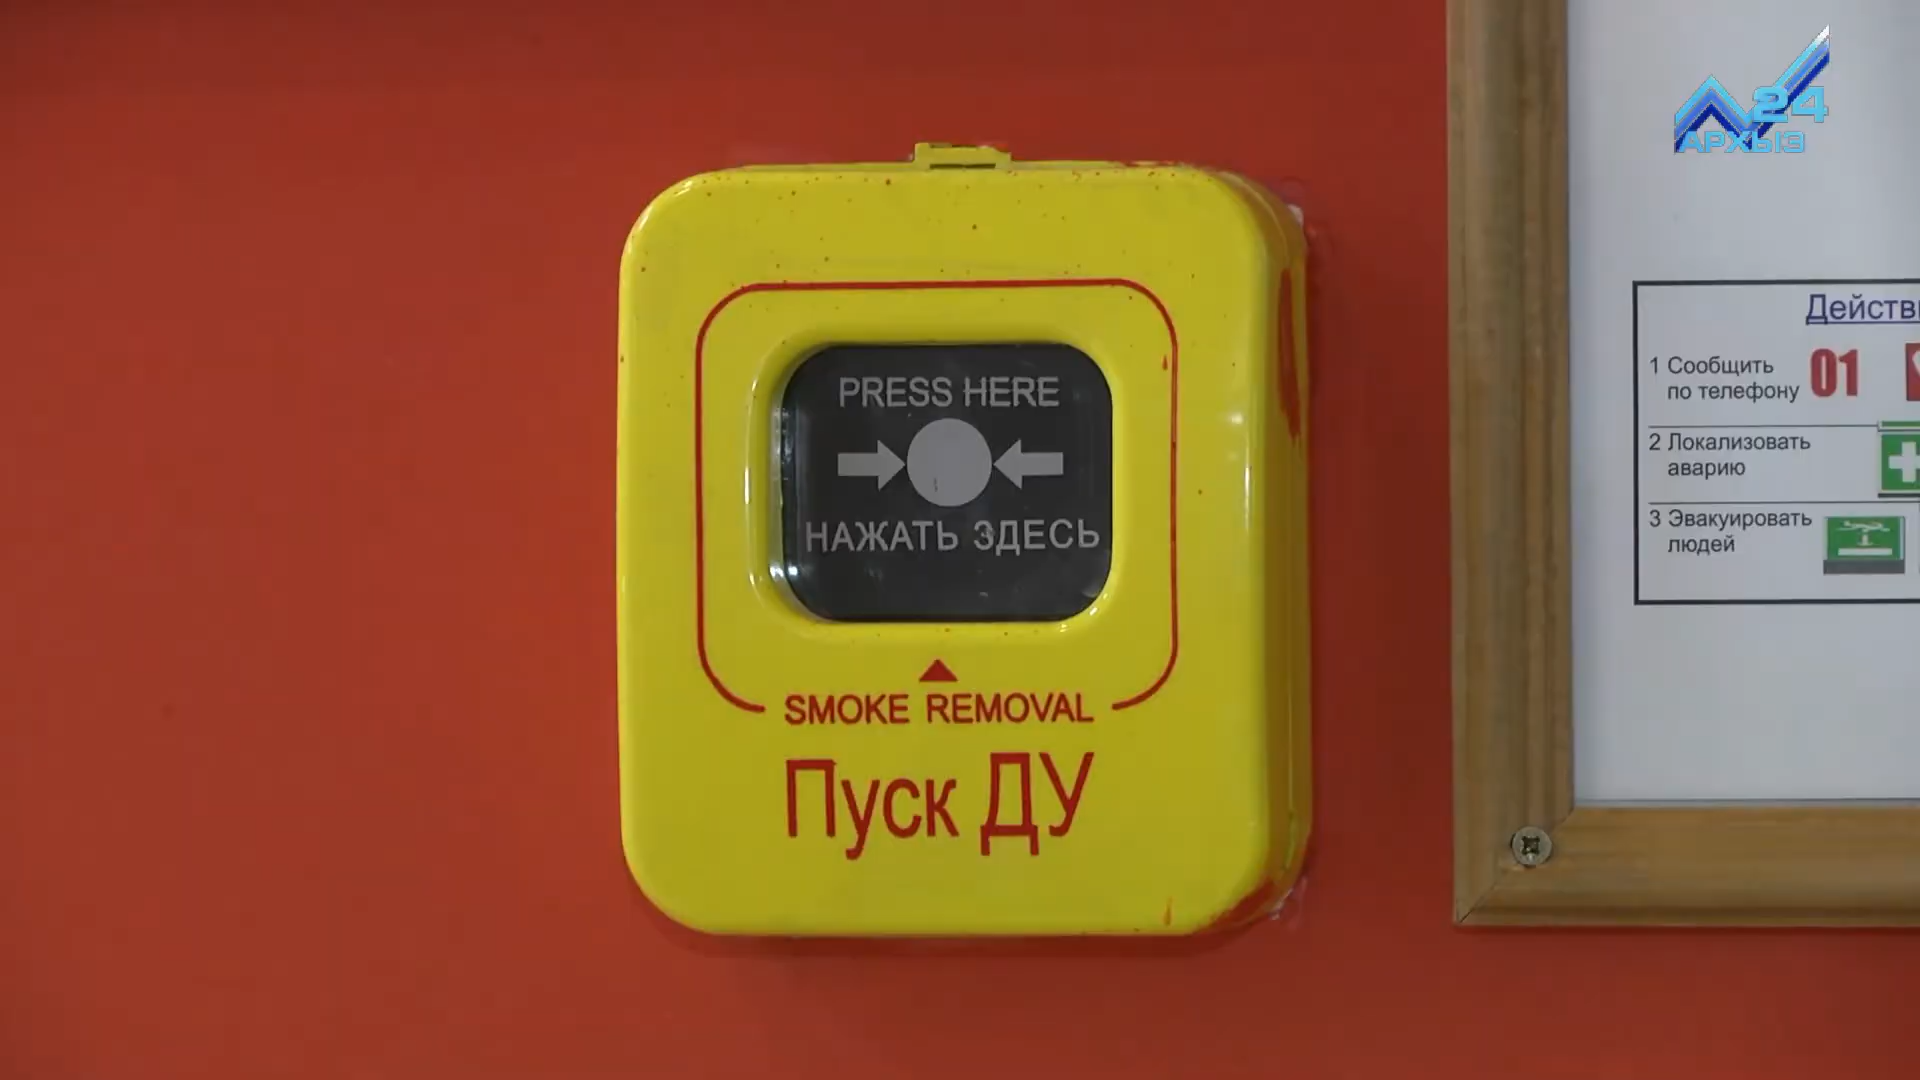 PRESS HERE
НАЖАТЬ ЗДЕСЬ
SMOKE REMOVAL
Пуск ДУ
24
АРХЫЗ
1 Сообщить
по телефону 01
2 Локализовать
аварию
3 Эвакуировать
людей